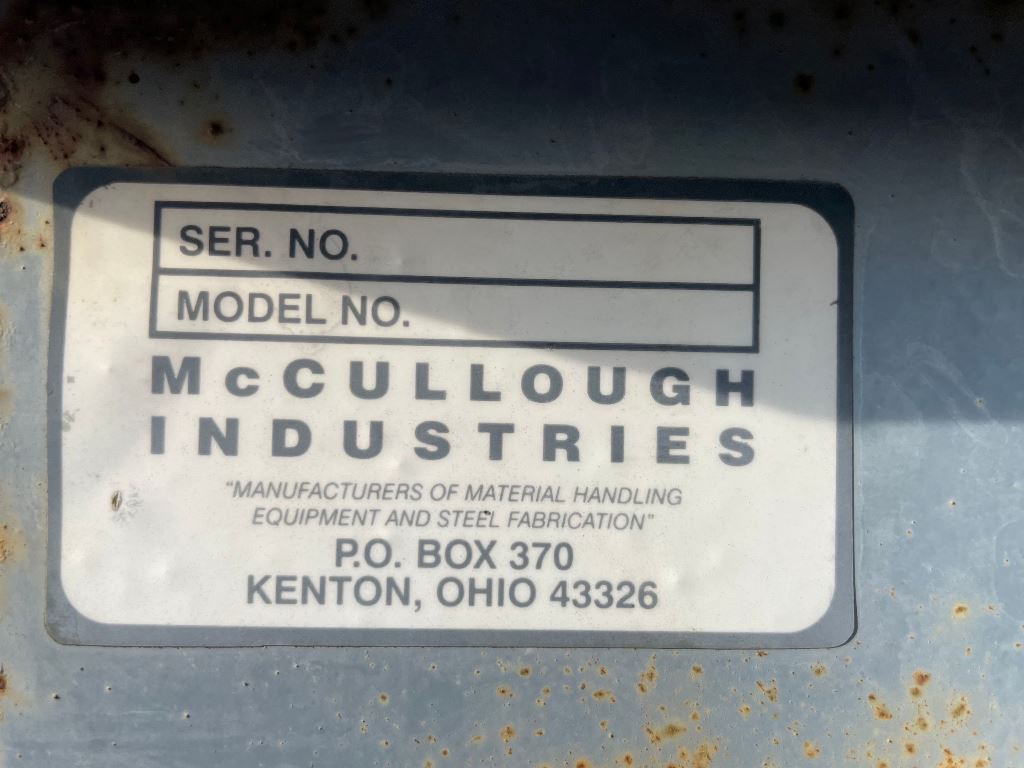 SER. NO.
MODEL NO.
McCULLOUGH
INDUSTRIES
"MANUFACTURERS OF MATERIAL HANDLING
EQUIPMENT AND STEEL FABRICATION"
P.O. BOX 370
KENTON, OHIO 43326